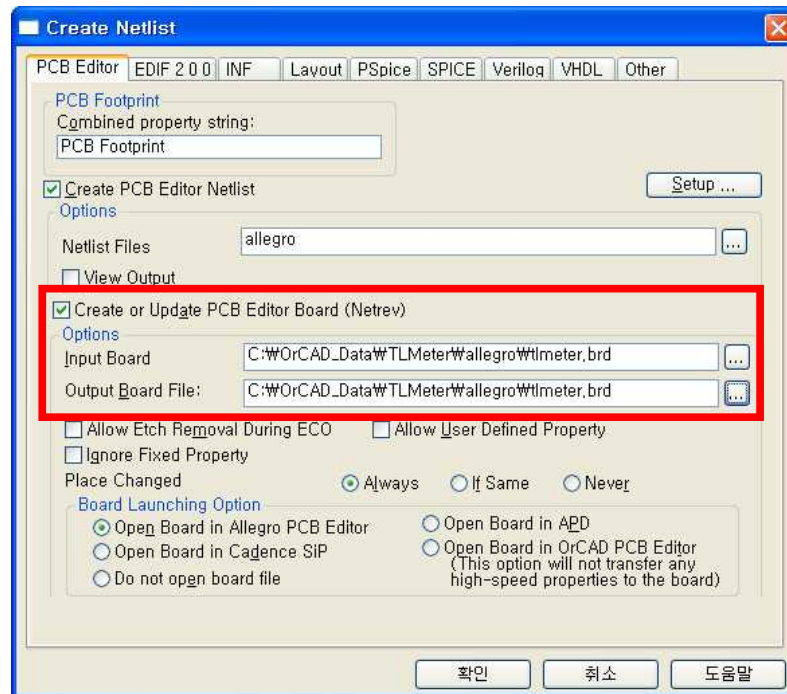 Create Netlist
PCB Editor EDIF 2 0 0 INF Layout PSpice SPICE Verilog VHDL Other
PCB Footprint
Combined property string:
PCB Footprint
Create PCB Editor Netlist
Setup ...
Options
Netlist Files allegro ...
View Output
Create or Update PCB Editor Board (Netrev)
Options
Input Board C:₩OrCAD_Data₩TLMeter₩allegro₩tlmeter,brd ...
Output Board File: C:₩OrCAD_Data₩TLMeter₩allegro₩tlmeter,brd ...
Allow Etch Removal During ECO Allow User Defined Property
Ignore Fixed Property
Place Changed Always If Same Never
Board Launching Option
Open Board in Allegro PCB Editor Open Board in APD
Open Board in Cadence SiP Open Board in OrCAD PCB Editor
(This option will not transfer any
Do not open board file high-speed properties to the board)
확인 취소 도움말